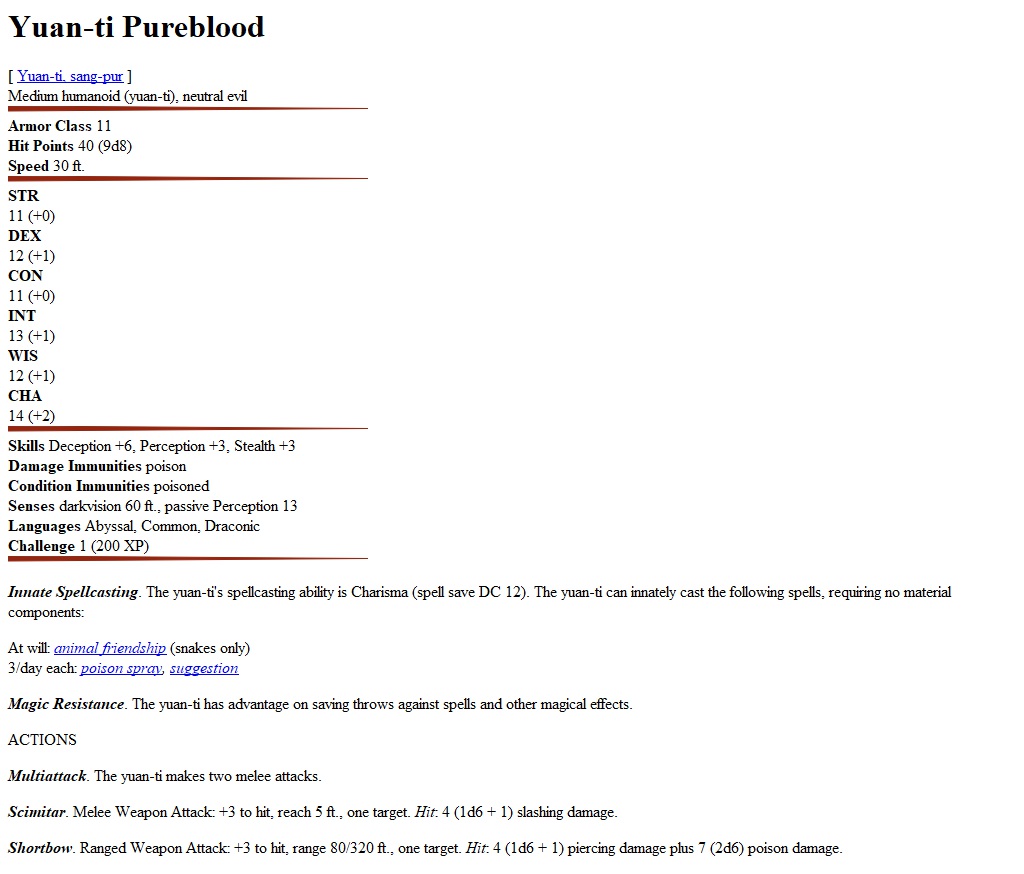 Yuan-ti Pureblood
[ Yuan-ti, sang-pur ]
Medium humanoid (yuan-ti), neutral evil
Armor Class 11
Hit Points 40 (9d8)
Speed 30 ft.
STR
11 (+0)
DEX
12 (+1)
CON
11 (+0)
INT
13 (+1)
WIS
12 (+1)
CHA
14 (+2)
Skills Deception +6, Perception +3, Stealth +3
Damage Immunities poison
Condition Immunities poisoned
Senses darkvision 60 ft., passive Perception 13
Languages Abyssal, Common, Draconic
Challenge 1 (200 XP)
Innate Spellcasting. The yuan-ti's spellcasting ability is Charisma (spell save DC 12). The yuan-ti can innately cast the following spells, requiring no material
components:
At will: animal friendship (snakes only)
3/day each: poison spray, suggestion
Magic Resistance. The yuan-ti has advantage on saving throws against spells and other magical effects.
ACTIONS
Multiattack. The yuan-ti makes two melee attacks.
Scimitar. Melee Weapon Attack: +3 to hit, reach 5 ft., one target. Hit: 4 (1d6 + 1) slashing damage.
Shortbow. Ranged Weapon Attack: +3 to hit, range 80/320 ft., one target. Hit: 4 (1d6 + 1) piercing damage plus 7 (2d6) poison damage.